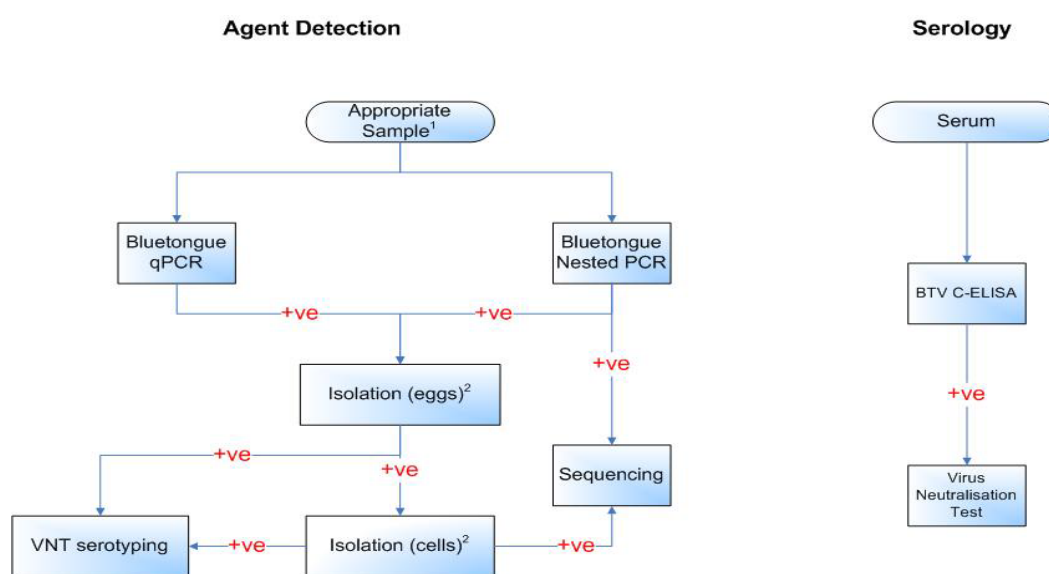 Agent Detection
Serology
Appropriate
Sample¹
Serum
Bluetongue
qPCR
Bluetongue
Nested PCR
BTV C-ELISA
+ve
+ve
+ve
+ve
Isolation (eggs)²
+ve
+ve
Sequencing
Virus
Neutralisation
Test
VNT serotyping
+ve
Isolation (cells)²
+ve